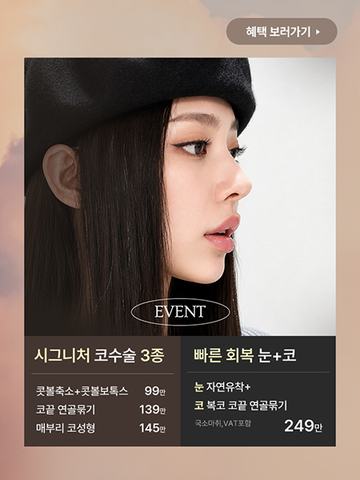 혜택 보러가기 ▸
EVENT
시그니처 코수술 3종
콧볼축소+콧볼보톡스 99만
코끝 연골묶기 139만
매부리 코성형 145만
빠른 회복 눈+코
눈 자연유착+
코 복코 코끝 연골묶기
국소마취,VAT포함
249만